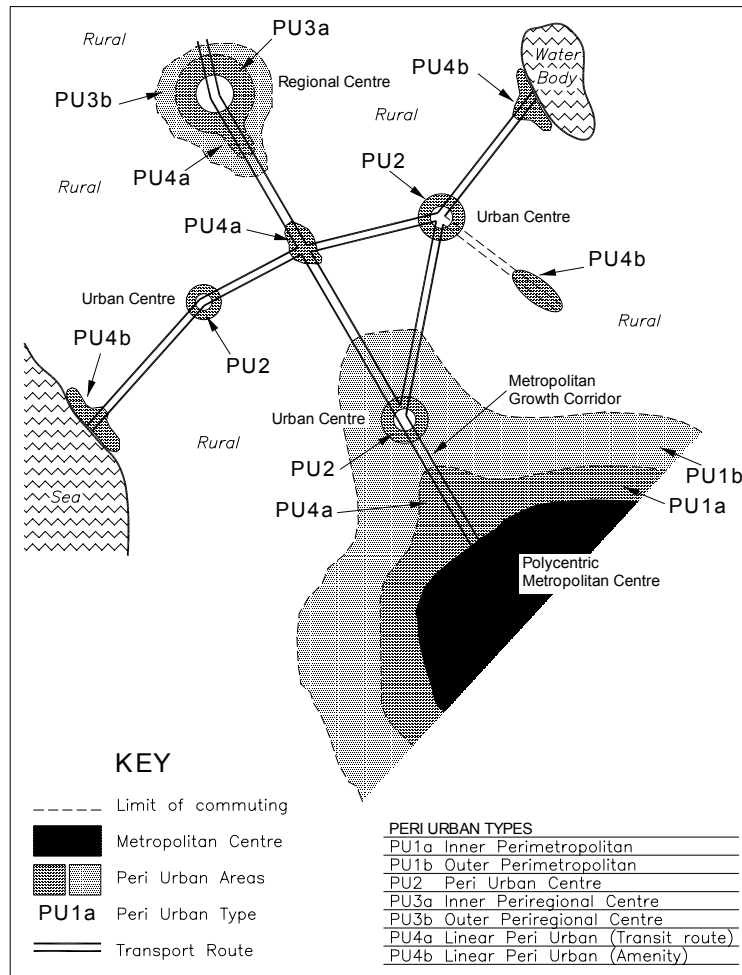 Rural
PU3a
Regional Centre
PU3b
PU4a
Rural
Rural
PU4b
Water
Body
PU2
Urban Centre
PU4a
PU4b
Rural
Urban Centre
PU2
PU4b
Sea
Rural
Urban Centre
PU2
Metropolitan
Growth Corridor
PU4a
PU1b
PU1a
Polycentric
Metropolitan Centre
KEY
Limit of commuting
Metropolitan Centre
Peri Urban Areas
PU1a Peri Urban Type
Transport Route
PERI URBAN TYPES
PU1a Inner Perimetropolitan
PU1b Outer Perimetropolitan
PU2 Peri Urban Centre
PU3a Inner Periregional Centre
PU3b Outer Periregional Centre
PU4a Linear Peri Urban (Transit route)
PU4b Linear Peri Urban (Amenity)